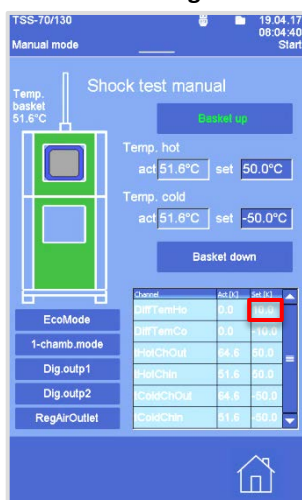 TSS-70/130 19.04.17
08:04:40
Manual mode Start
Shock test manual
Temp.
basket
51.6°C
Basket up
Temp. hot
act 51.6°C set 50.0°C
Temp. cold
act 51.6°C set -50.0°C
Basket down
Channel Act [K] Set [K]
DiffTemHo 0.0 10.0
DiffTemCo 0.0 -10.0
tHotChOut 64.6 50.0
tHotChIn 51.6 50.0
tColdChOut 64.6 -50.0
tColdChIn 51.6 -50.0
EcoMode
1-chamb.mode
Dig.outp1
Dig.outp2
RegAirOutlet